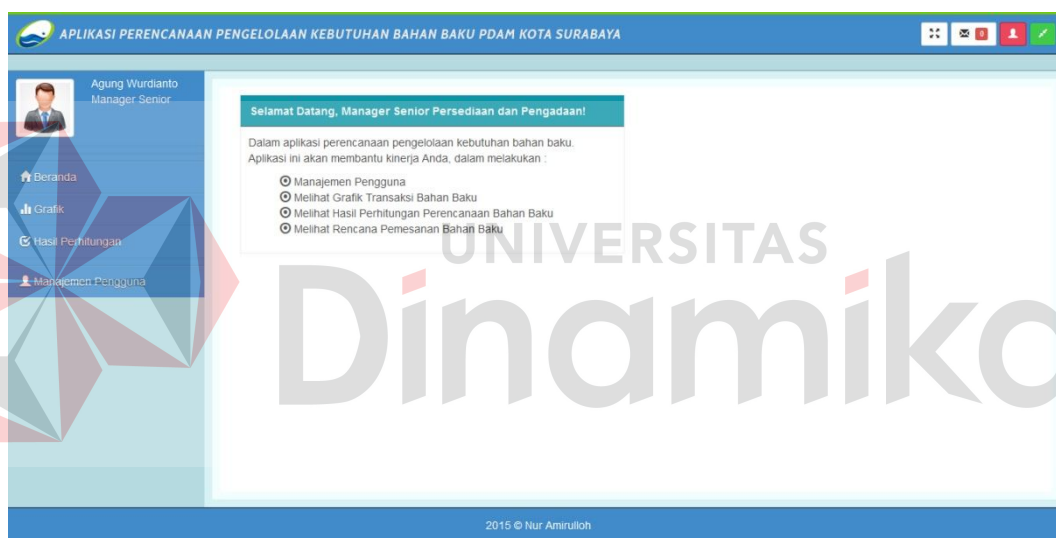 APLIKASI PERENCANAAN PENGELOLAAN KEBUTUHAN BAHAN BAKU PDAM KOTA SURABAYA
0
Agung Wurdianto
Manager Senior
Beranda
Grafik
Hasil Perhitungan
Manajemen Pengguna
Selamat Datang, Manager Senior Persediaan dan Pengadaan!
Dalam aplikasi perencanaan pengelolaan kebutuhan bahan baku.
Aplikasi ini akan membantu kinerja Anda, dalam melakukan :
Manajemen Pengguna
Melihat Grafik Transaksi Bahan Baku
Melihat Hasil Perhitungan Perencanaan Bahan Baku
Melihat Rencana Pemesanan Bahan Baku
UNIVERSITAS
Dinamika
2015 © Nur Amirulloh